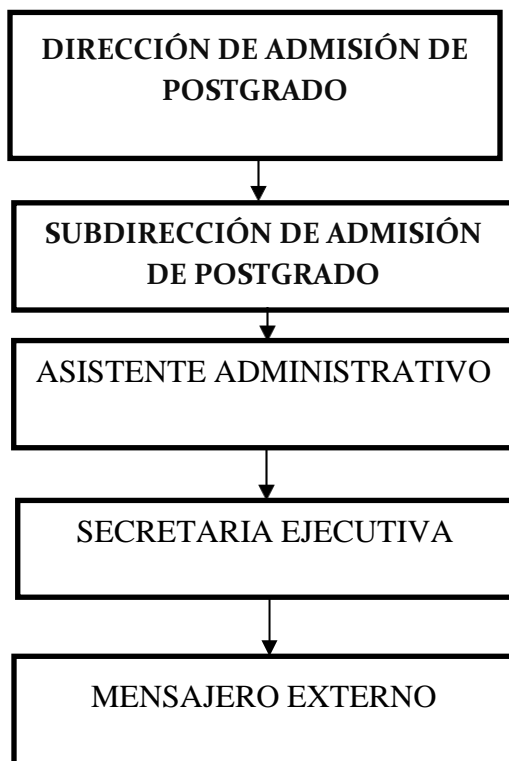 DIRECCIÓN DE ADMISIÓN DE
POSTGRADO
SUBDIRECCIÓN DE ADMISIÓN
DE POSTGRADO
ASISTENTE ADMINISTRATIVO
SECRETARIA EJECUTIVA
MENSAJERO EXTERNO